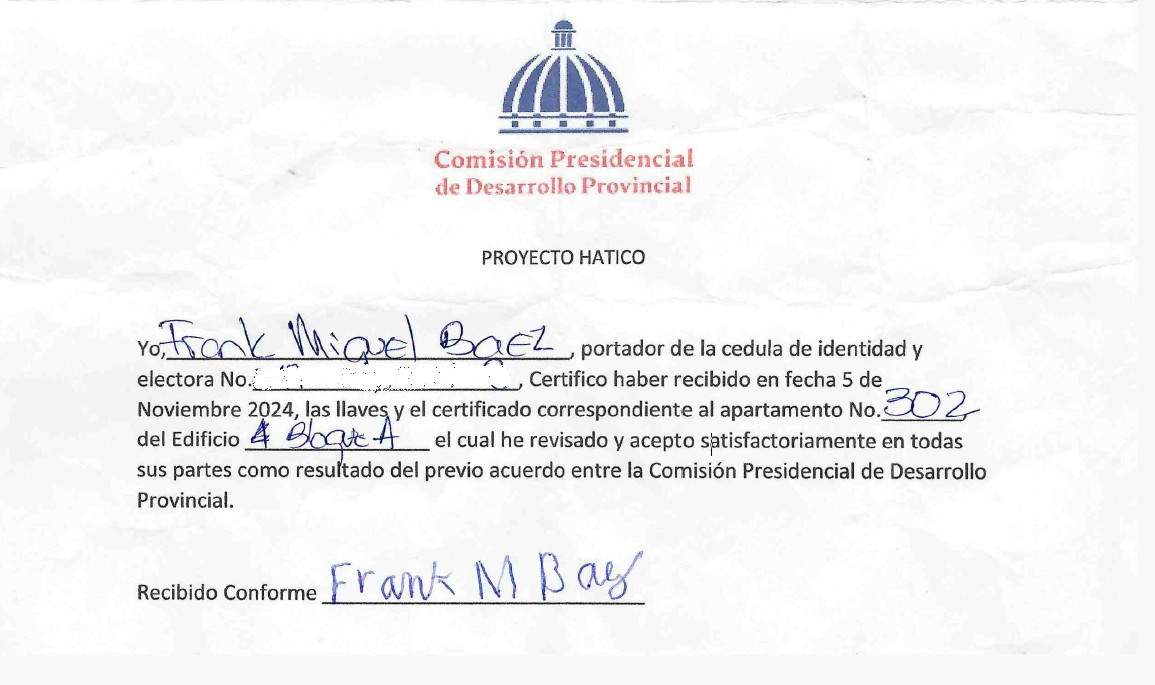 Comisión Presidencial
de Desarrollo Provincial
PROYECTO HATICO
Yo, Frank Miguel BaEz, portador de la cedula de identidad y
electora No. , Certifico haber recibido en fecha 5 de
Noviembre 2024, las llaves y el certificado correspondiente al apartamento No. 302
del Edificio 4 Bloque A el cual he revisado y acepto satisfactoriamente en todas
sus partes como resultado del previo acuerdo entre la Comisión Presidencial de Desarrollo
Provincial.
Recibido Conforme Frank M Baez